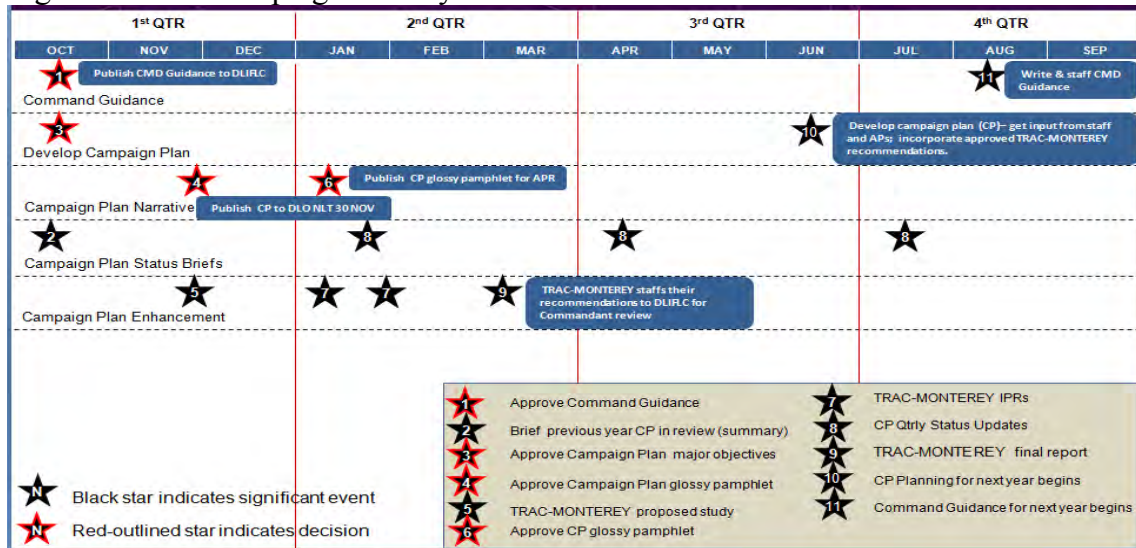 1st QTR 2nd QTR 3rd QTR 4th QTR
OCT NOV DEC JAN FEB MAR APR MAY JUN JUL AUG SEP
1 Publish CMD Guidance to DLIFLC
11 Write & staff CMD
Guidance
Command Guidance
3
10 Develop campaign plan (CP)– get input from staff
and APs; incorporate approved TRAC-MONTEREY
recommendations.
Develop Campaign Plan
4
6 Publish CP glossy pamphlet for APR
Campaign Plan Narrative Publish CP to DLO NLT 30 NOV
2 8 8 8
Campaign Plan Status Briefs
5 7 7 9
TRAC-MONTEREY staffs their
recommendations to DLIFLC for
Commandant review
Campaign Plan Enhancement
N Black star indicates significant event
N Red-outlined star indicates decision
1 Approve Command Guidance
2 Brief previous year CP in review (summary)
3 Approve Campaign Plan major objectives
4 Approve Campaign Plan glossy pamphlet
5 TRAC-MONTEREY proposed study
6 Approve CP glossy pamphlet
7 TRAC-MONTEREY IPRs
8 CP Qtrly Status Updates
9 TRAC-MONTEREY final report
10 CP Planning for next year begins
11 Command Guidance for next year begins